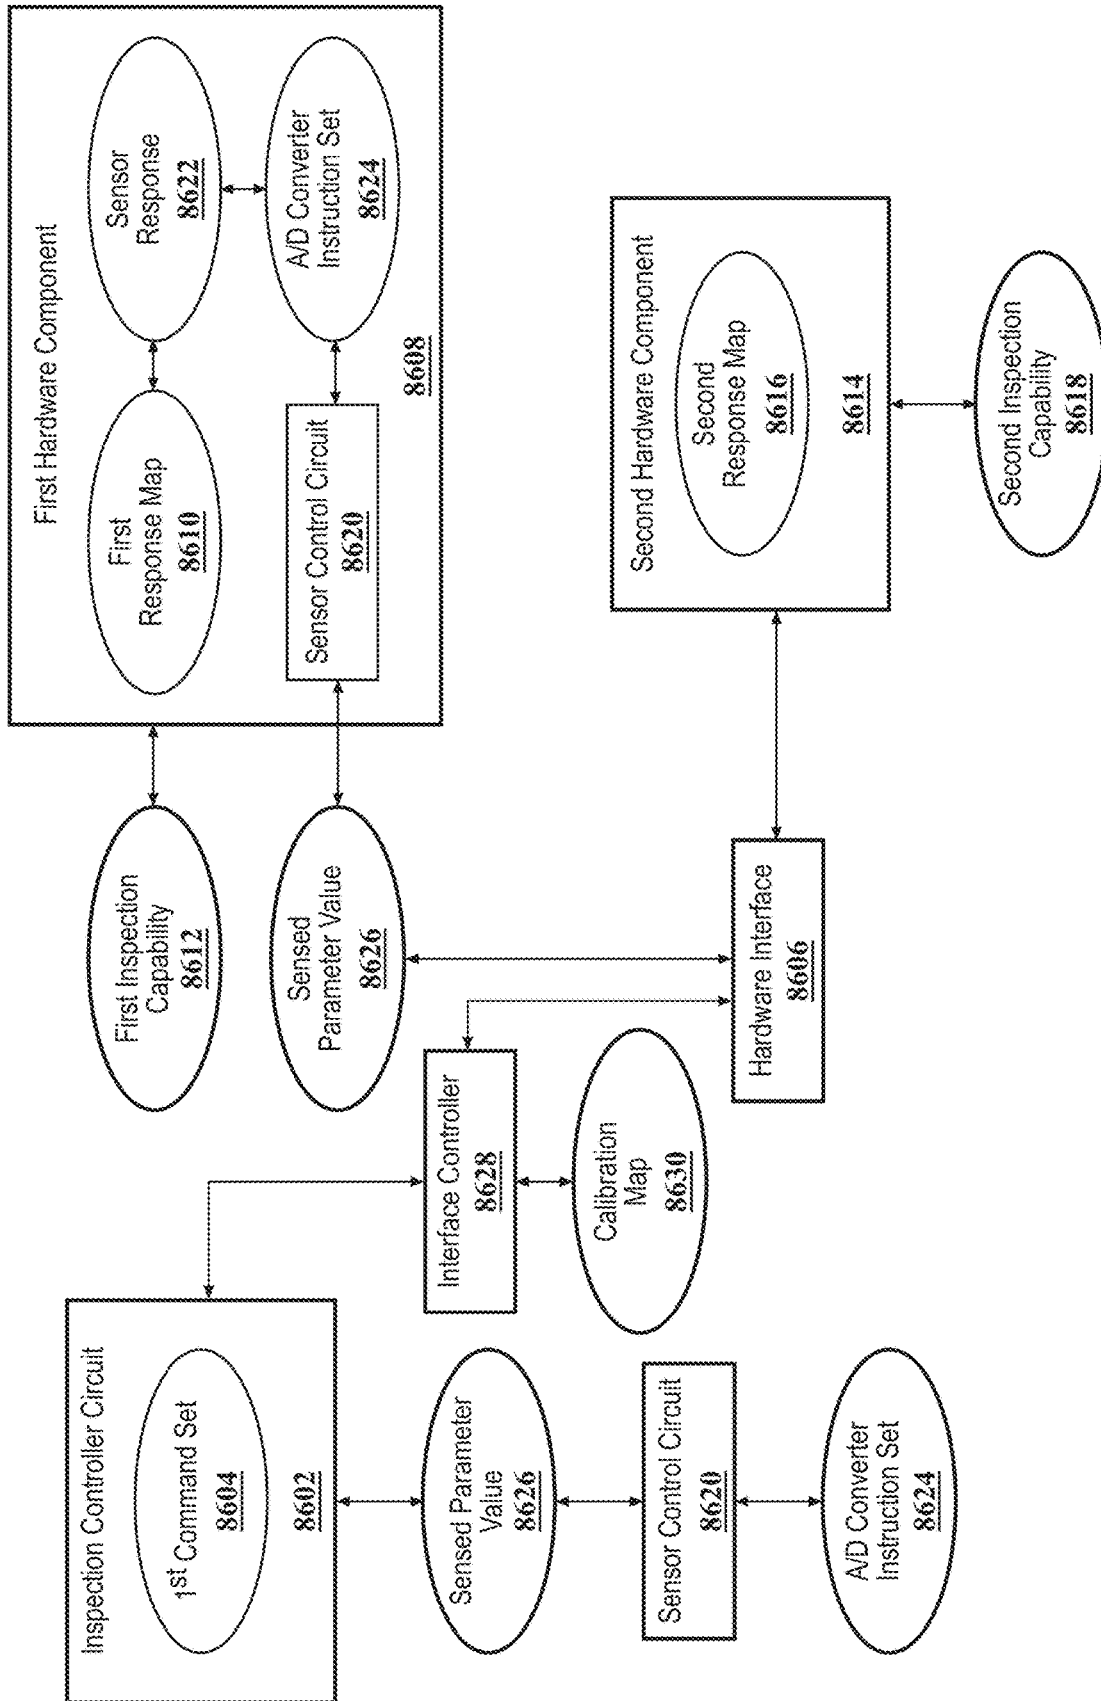 Inspection Controller Circuit
1st Command Set
8604
8602
Sensed Parameter
Value
8626
Sensor Control Circuit
8620
A/D Converter
Instruction Set
8624
Interface Controller
8628
Calibration
Map
8630
First Inspection
Capability
8612
Sensed
Parameter Value
8626
Hardware Interface
8606
First Hardware Component
First
Response Map
8610
Sensor
Response
8622
Sensor Control Circuit
8620
A/D Converter
Instruction Set
8624
8608
Second Hardware Component
Second
Response Map
8616
8614
Second Inspection
Capability
8618